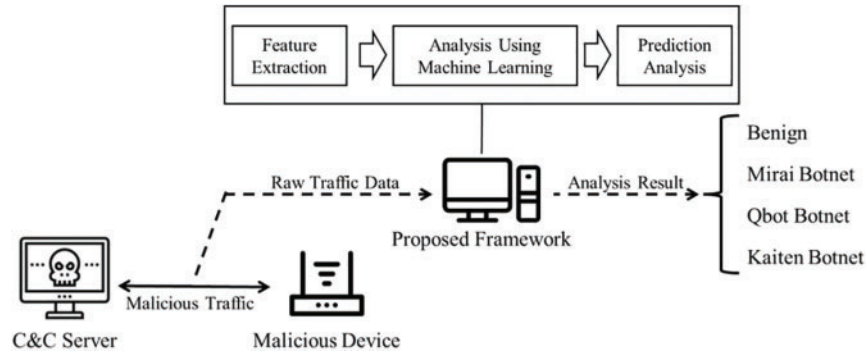 Feature
Extraction
Analysis Using
Machine Learning
Prediction
Analysis
Benign
Mirai Botnet
Qbot Botnet
Kaiten Botnet
Raw Traffic Data
Analysis Result
Proposed Framework
Malicious Traffic
C&C Server
Malicious Device